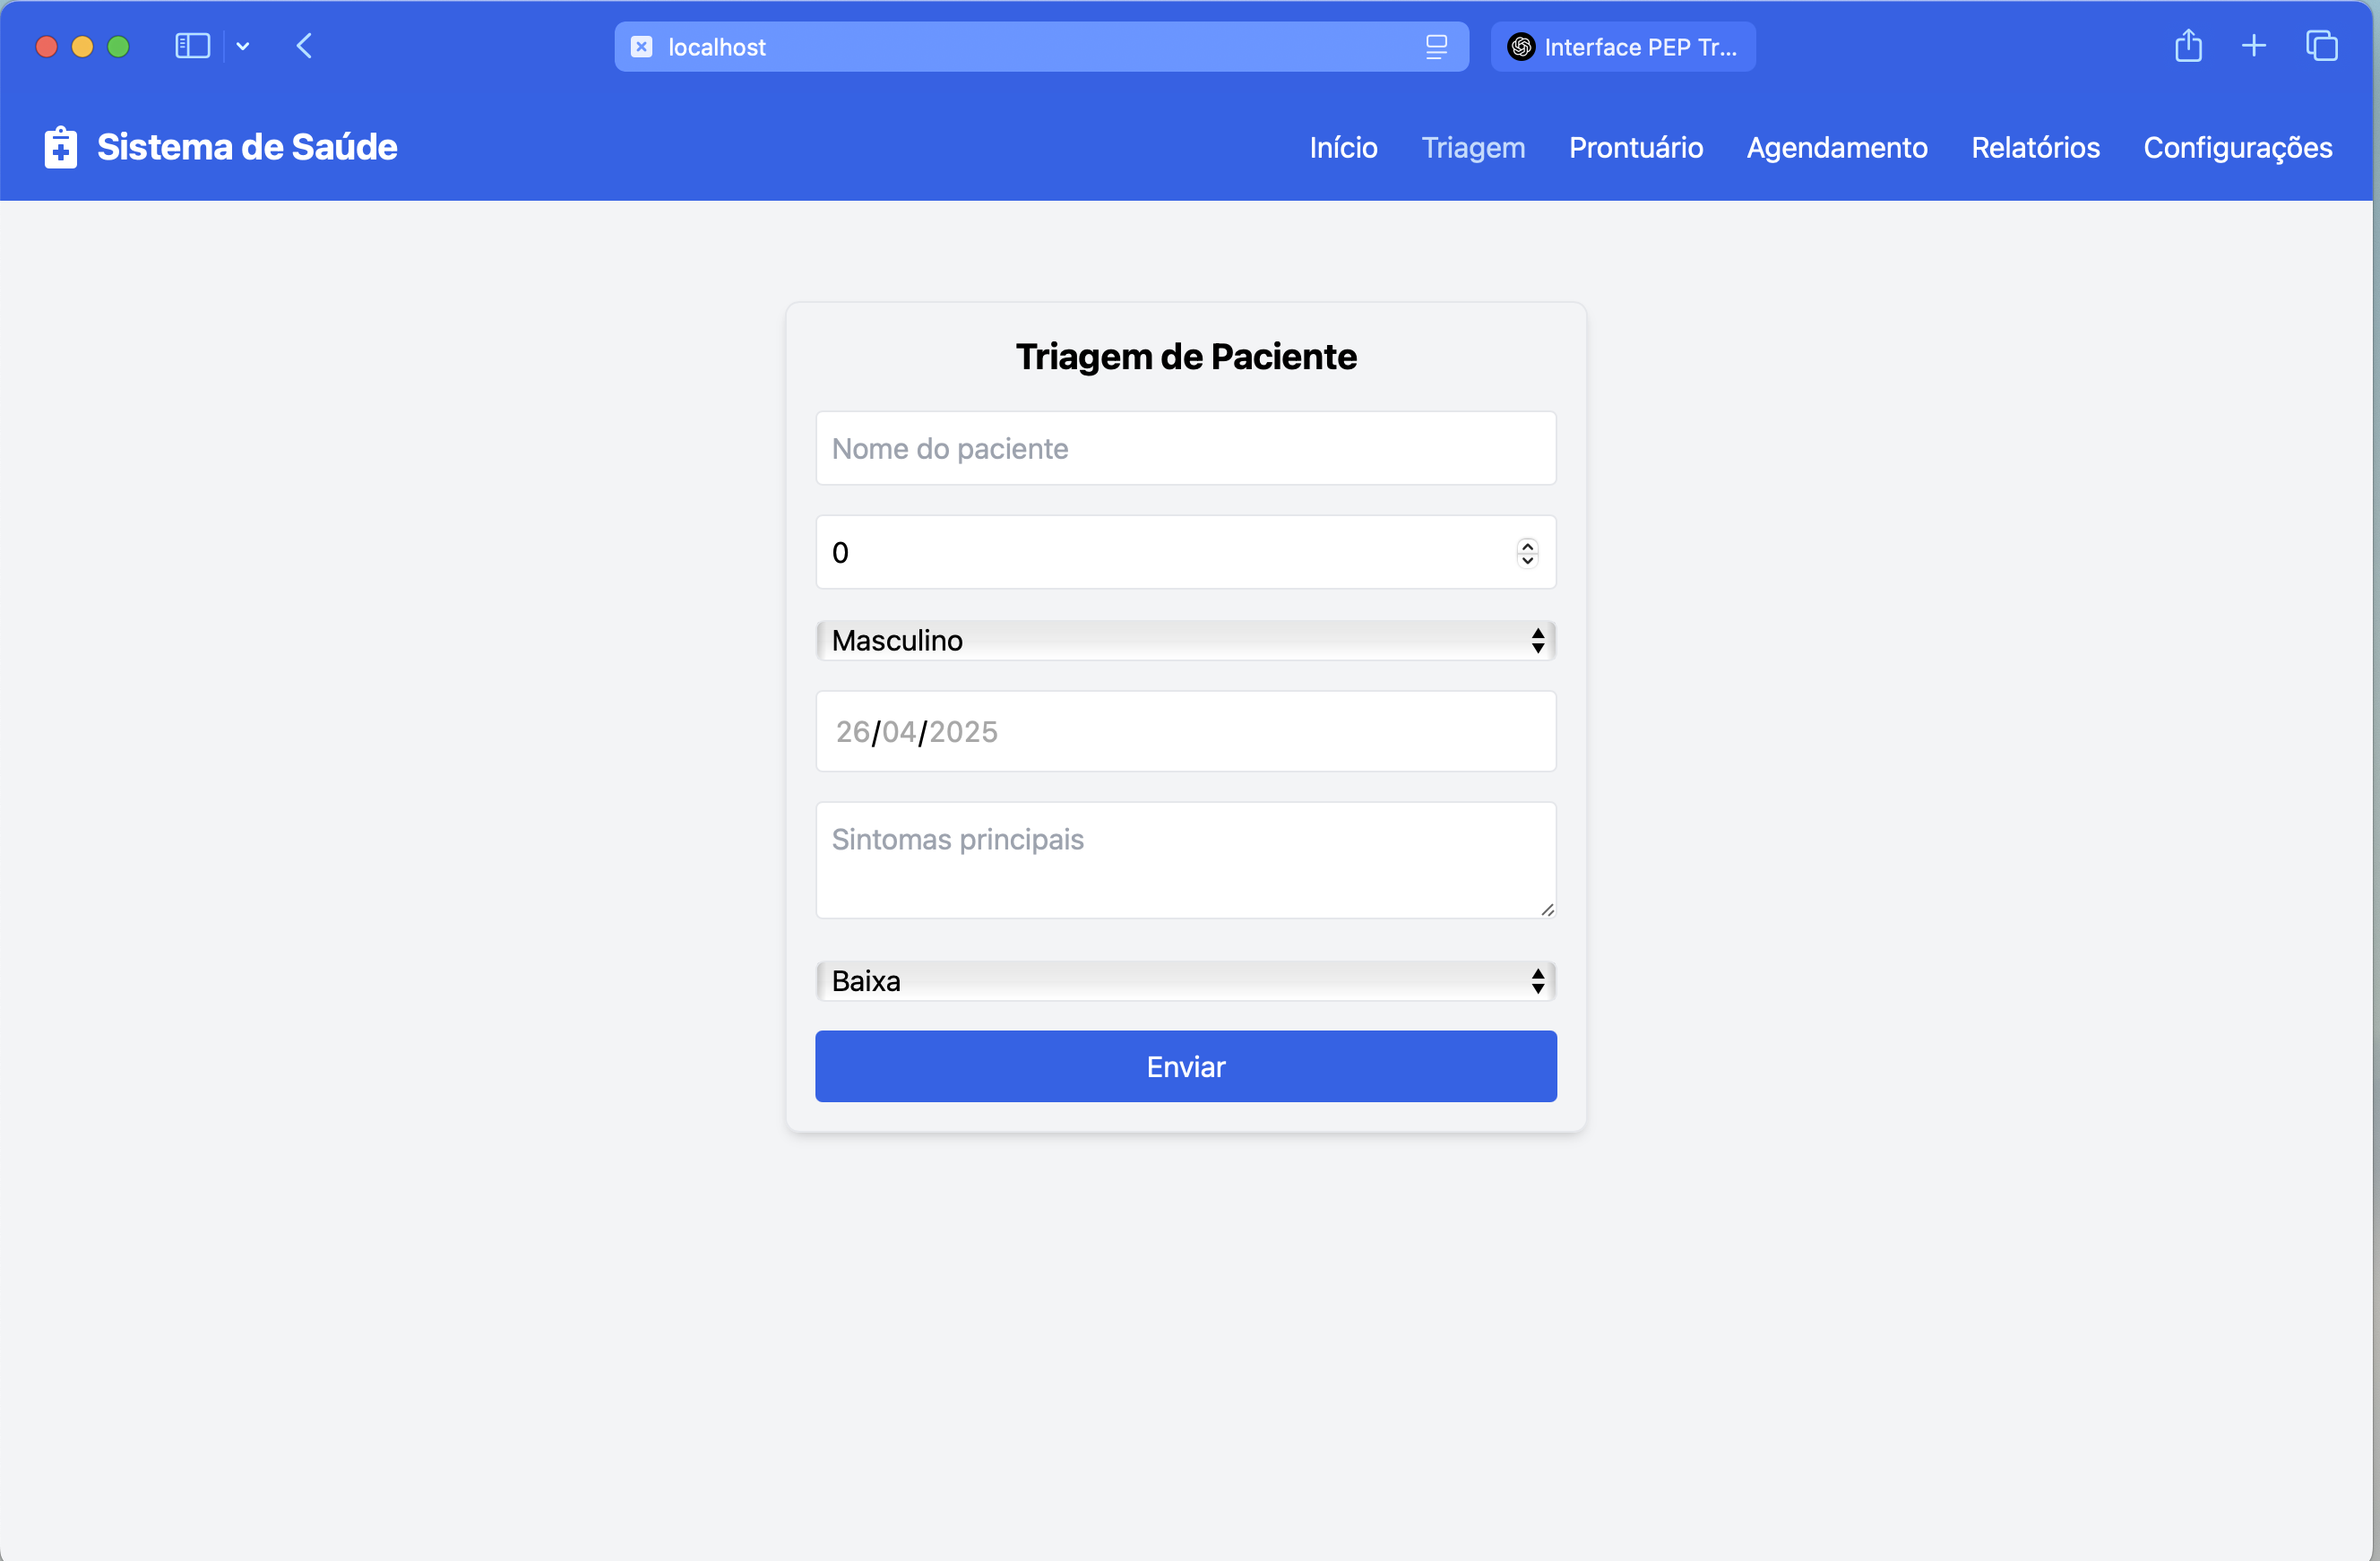 localhost
Interface PEP Tr...
Sistema de Saúde
Início
Triagem
Prontuário
Agendamento
Relatórios
Configurações
Triagem de Paciente
Nome do paciente
0
Masculino
26/04/2025
Sintomas principais
Baixa
Enviar